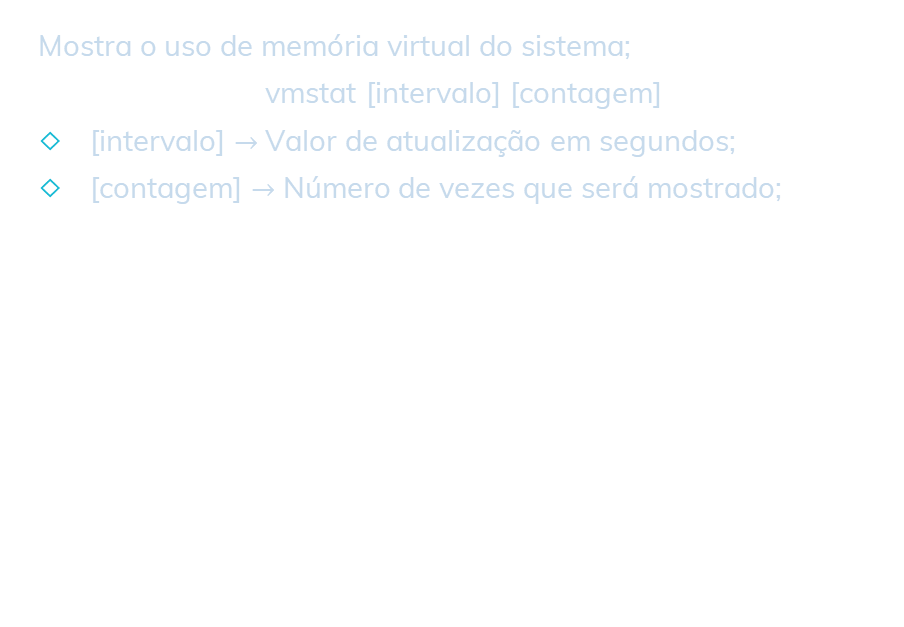 Mostra o uso de memória virtual do sistema;
vmstat [intervalo] [contagem]
[intervalo] → Valor de atualização em segundos;
[contagem] → Número de vezes que será mostrado;